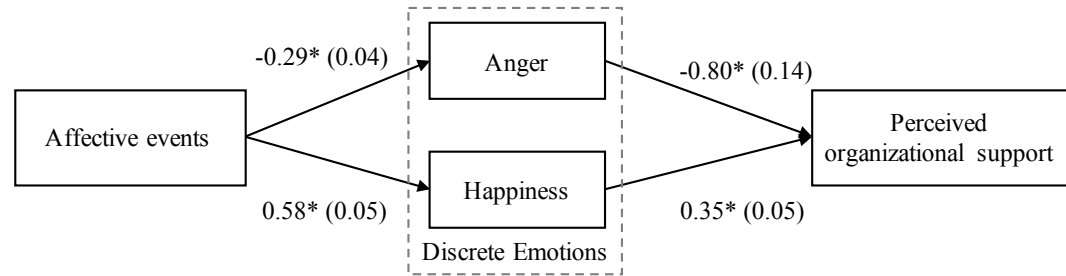 -0.29* (0.04)
Anger
-0.80* (0.14)
Affective events
Perceived
organizational support
0.58* (0.05)
Happiness
0.35* (0.05)
Discrete Emotions